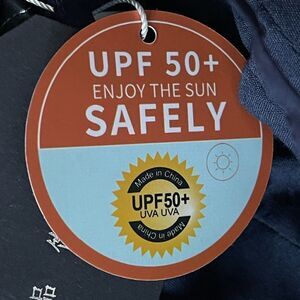 UPF 50+
ENJOY THE SUN
SAFELY
Made in China
UPF50+
UVA UVA
Made in China